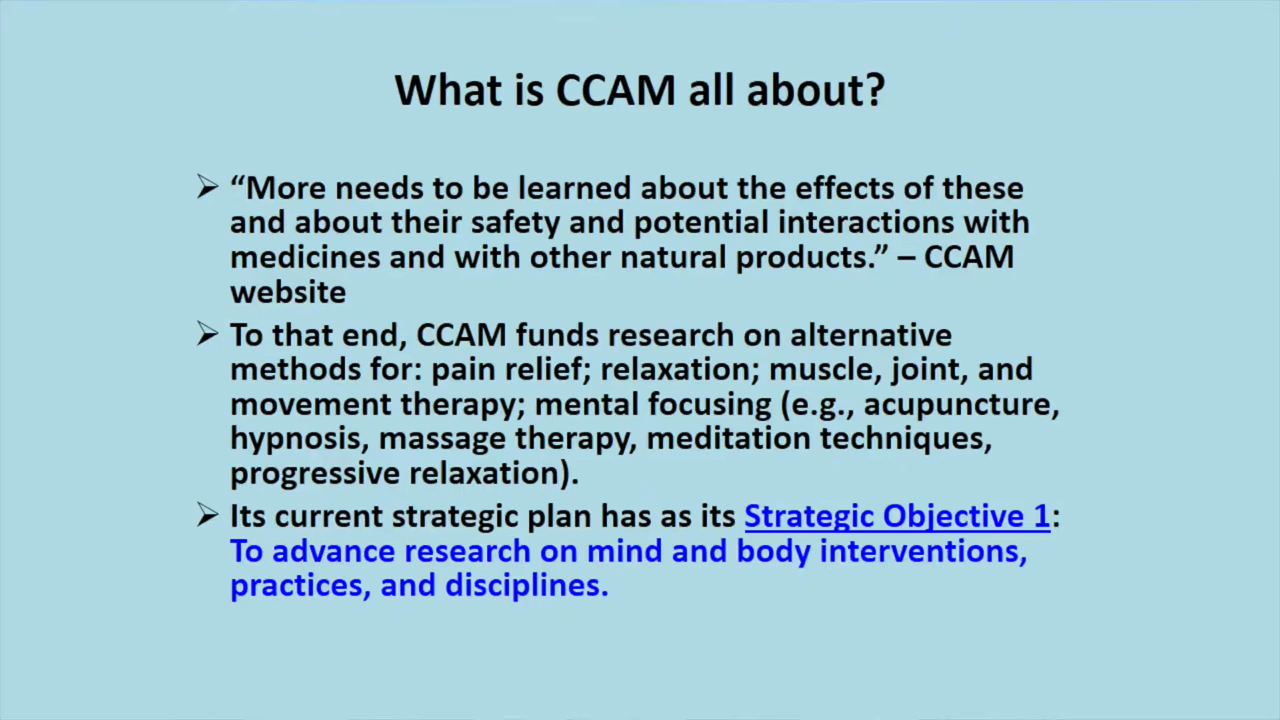 What is CCAM all about?
➢ “More needs to be learned about the effects of these
and about their safety and potential interactions with
medicines and with other natural products.” – CCAM
website
➢ To that end, CCAM funds research on alternative
methods for: pain relief; relaxation; muscle, joint, and
movement therapy; mental focusing (e.g., acupuncture,
hypnosis, massage therapy, meditation techniques,
progressive relaxation).
➢ Its current strategic plan has as its Strategic Objective 1:
To advance research on mind and body interventions,
practices, and disciplines.